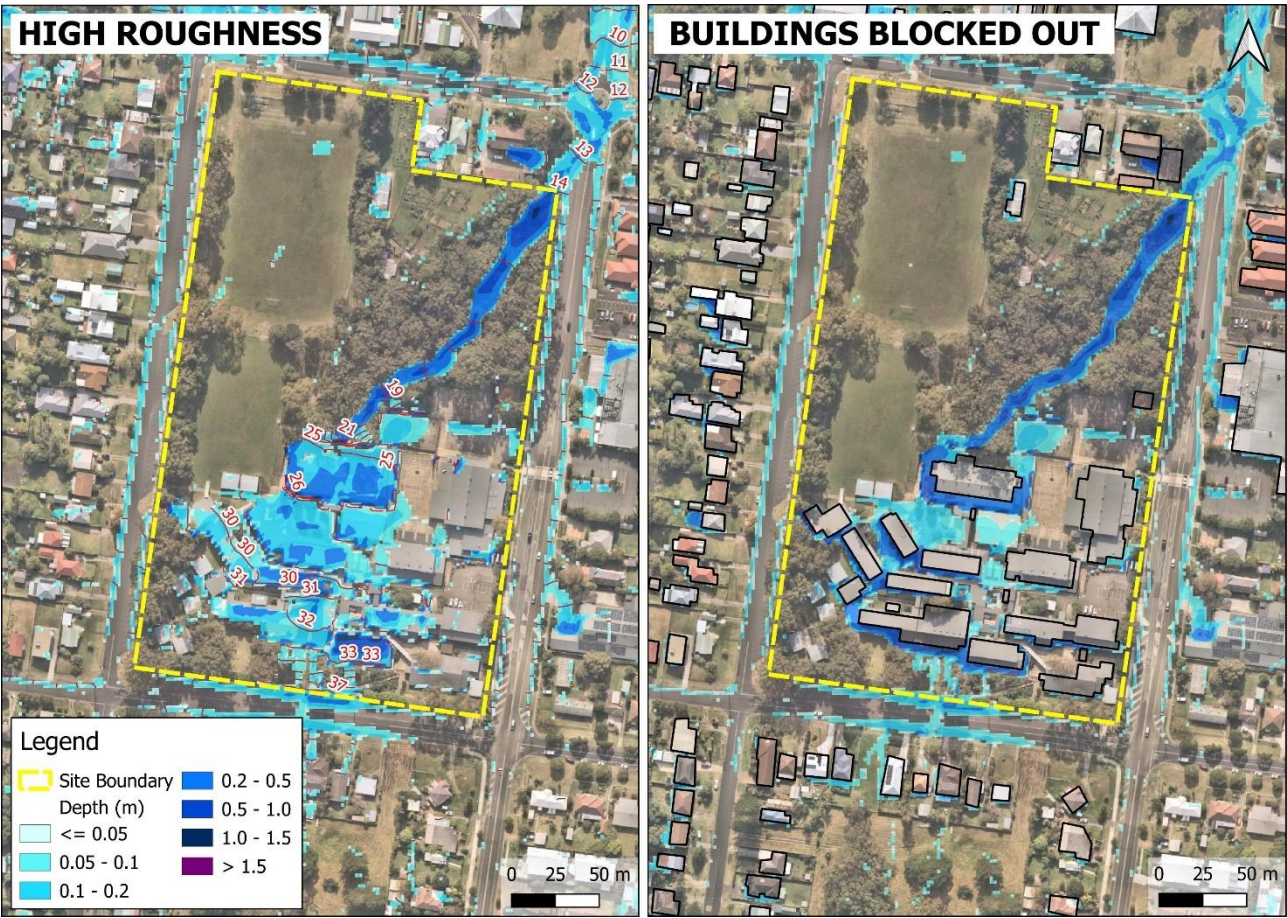 HIGH ROUGHNESS
10
11
12
12
13
14
19
21
25
25
26
30
30
31
30
31
32
33 33
37
Legend
Site Boundary
Depth (m)
<= 0.05
0.05 - 0.1
0.1 - 0.2
0.2 - 0.5
0.5 - 1.0
1.0 - 1.5
> 1.5
0 25 50 m
BUILDINGS BLOCKED OUT
0 25 50 m